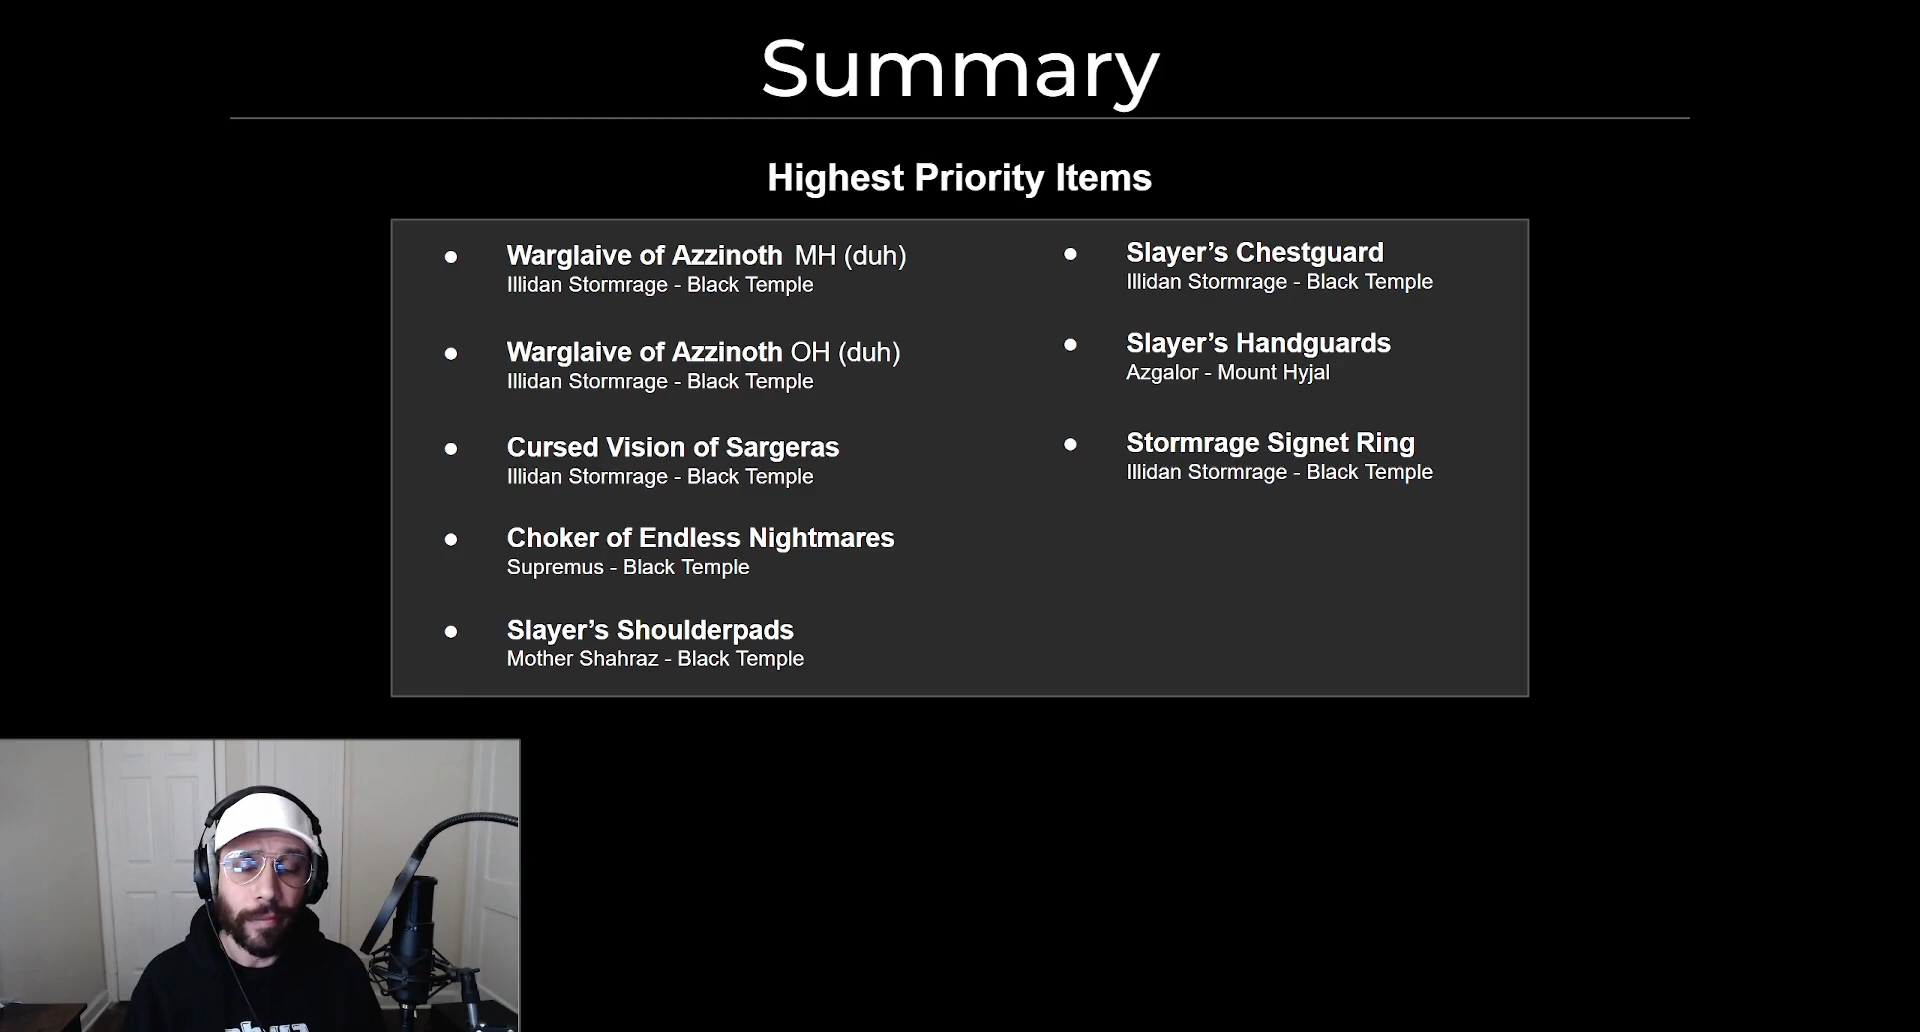 Summary
Highest Priority Items
Warglaive of Azzinoth MH (duh)
Illidan Stormrage - Black Temple
Warglaive of Azzinoth OH (duh)
Illidan Stormrage - Black Temple
Cursed Vision of Sargeras
Illidan Stormrage - Black Temple
Choker of Endless Nightmares
Supremus - Black Temple
Slayer’s Shoulderpads
Mother Shahraz - Black Temple
Slayer’s Chestguard
Illidan Stormrage - Black Temple
Slayer’s Handguards
Azgalor - Mount Hyjal
Stormrage Signet Ring
Illidan Stormrage - Black Temple